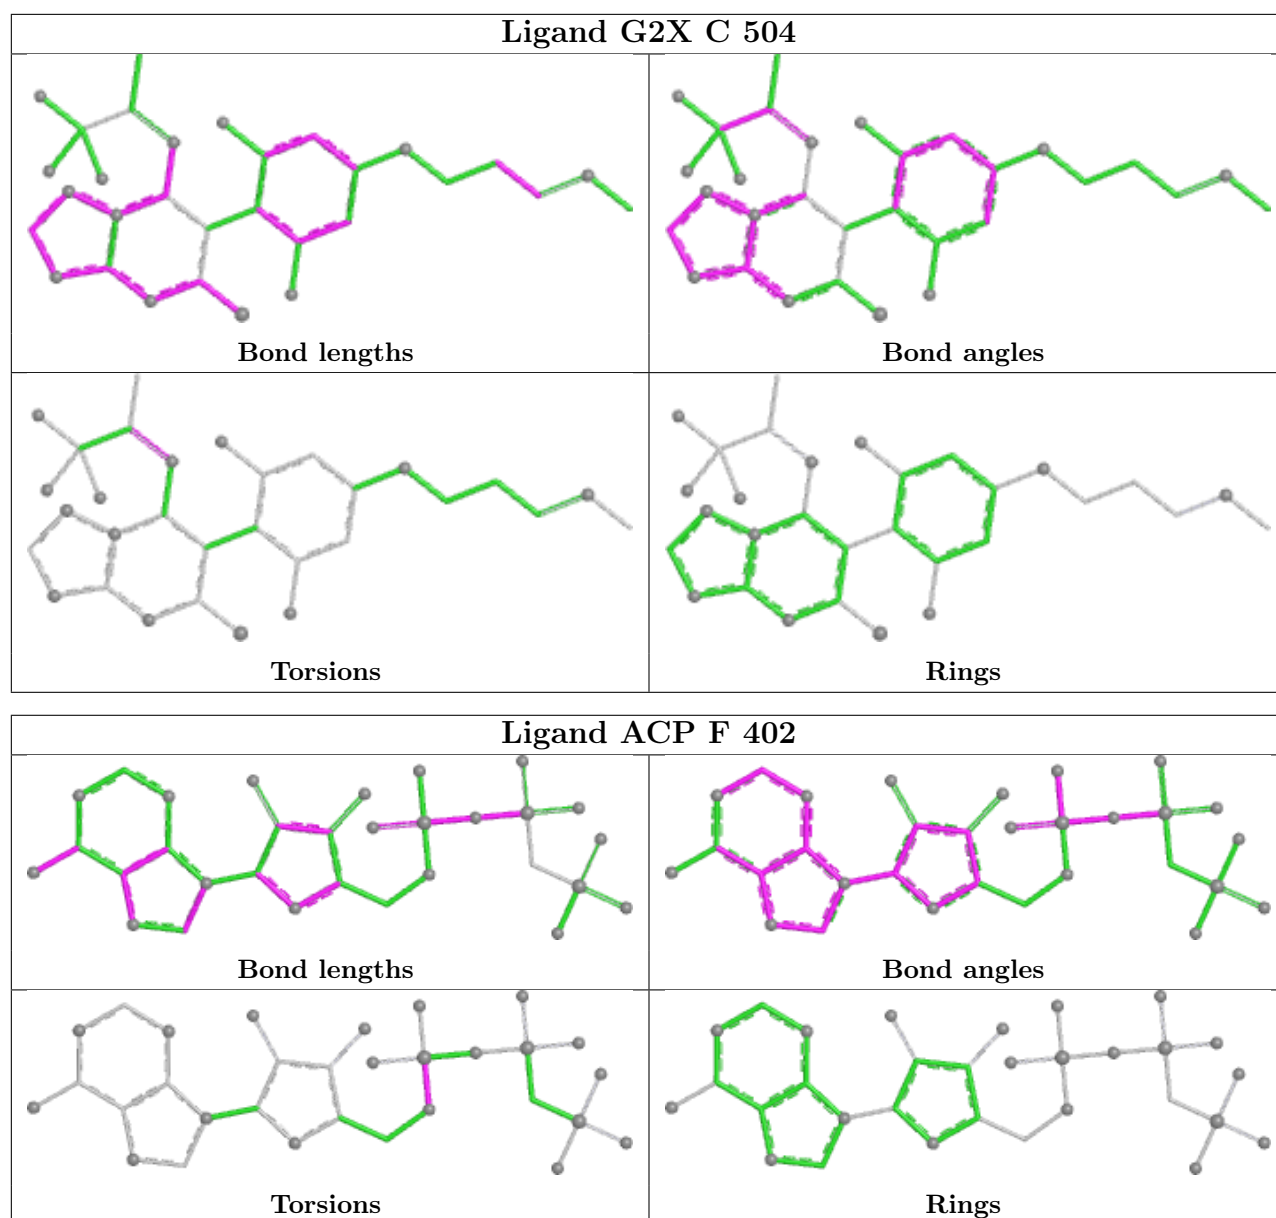 Ligand G2X C 504
Bond lengths
Bond angles
Torsions
Rings
Ligand ACP F 402
Bond lengths
Bond angles
Torsions
Rings